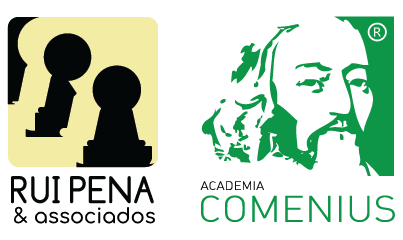 RUI PENA
& associados
®
ACADEMIA
COMENIUS